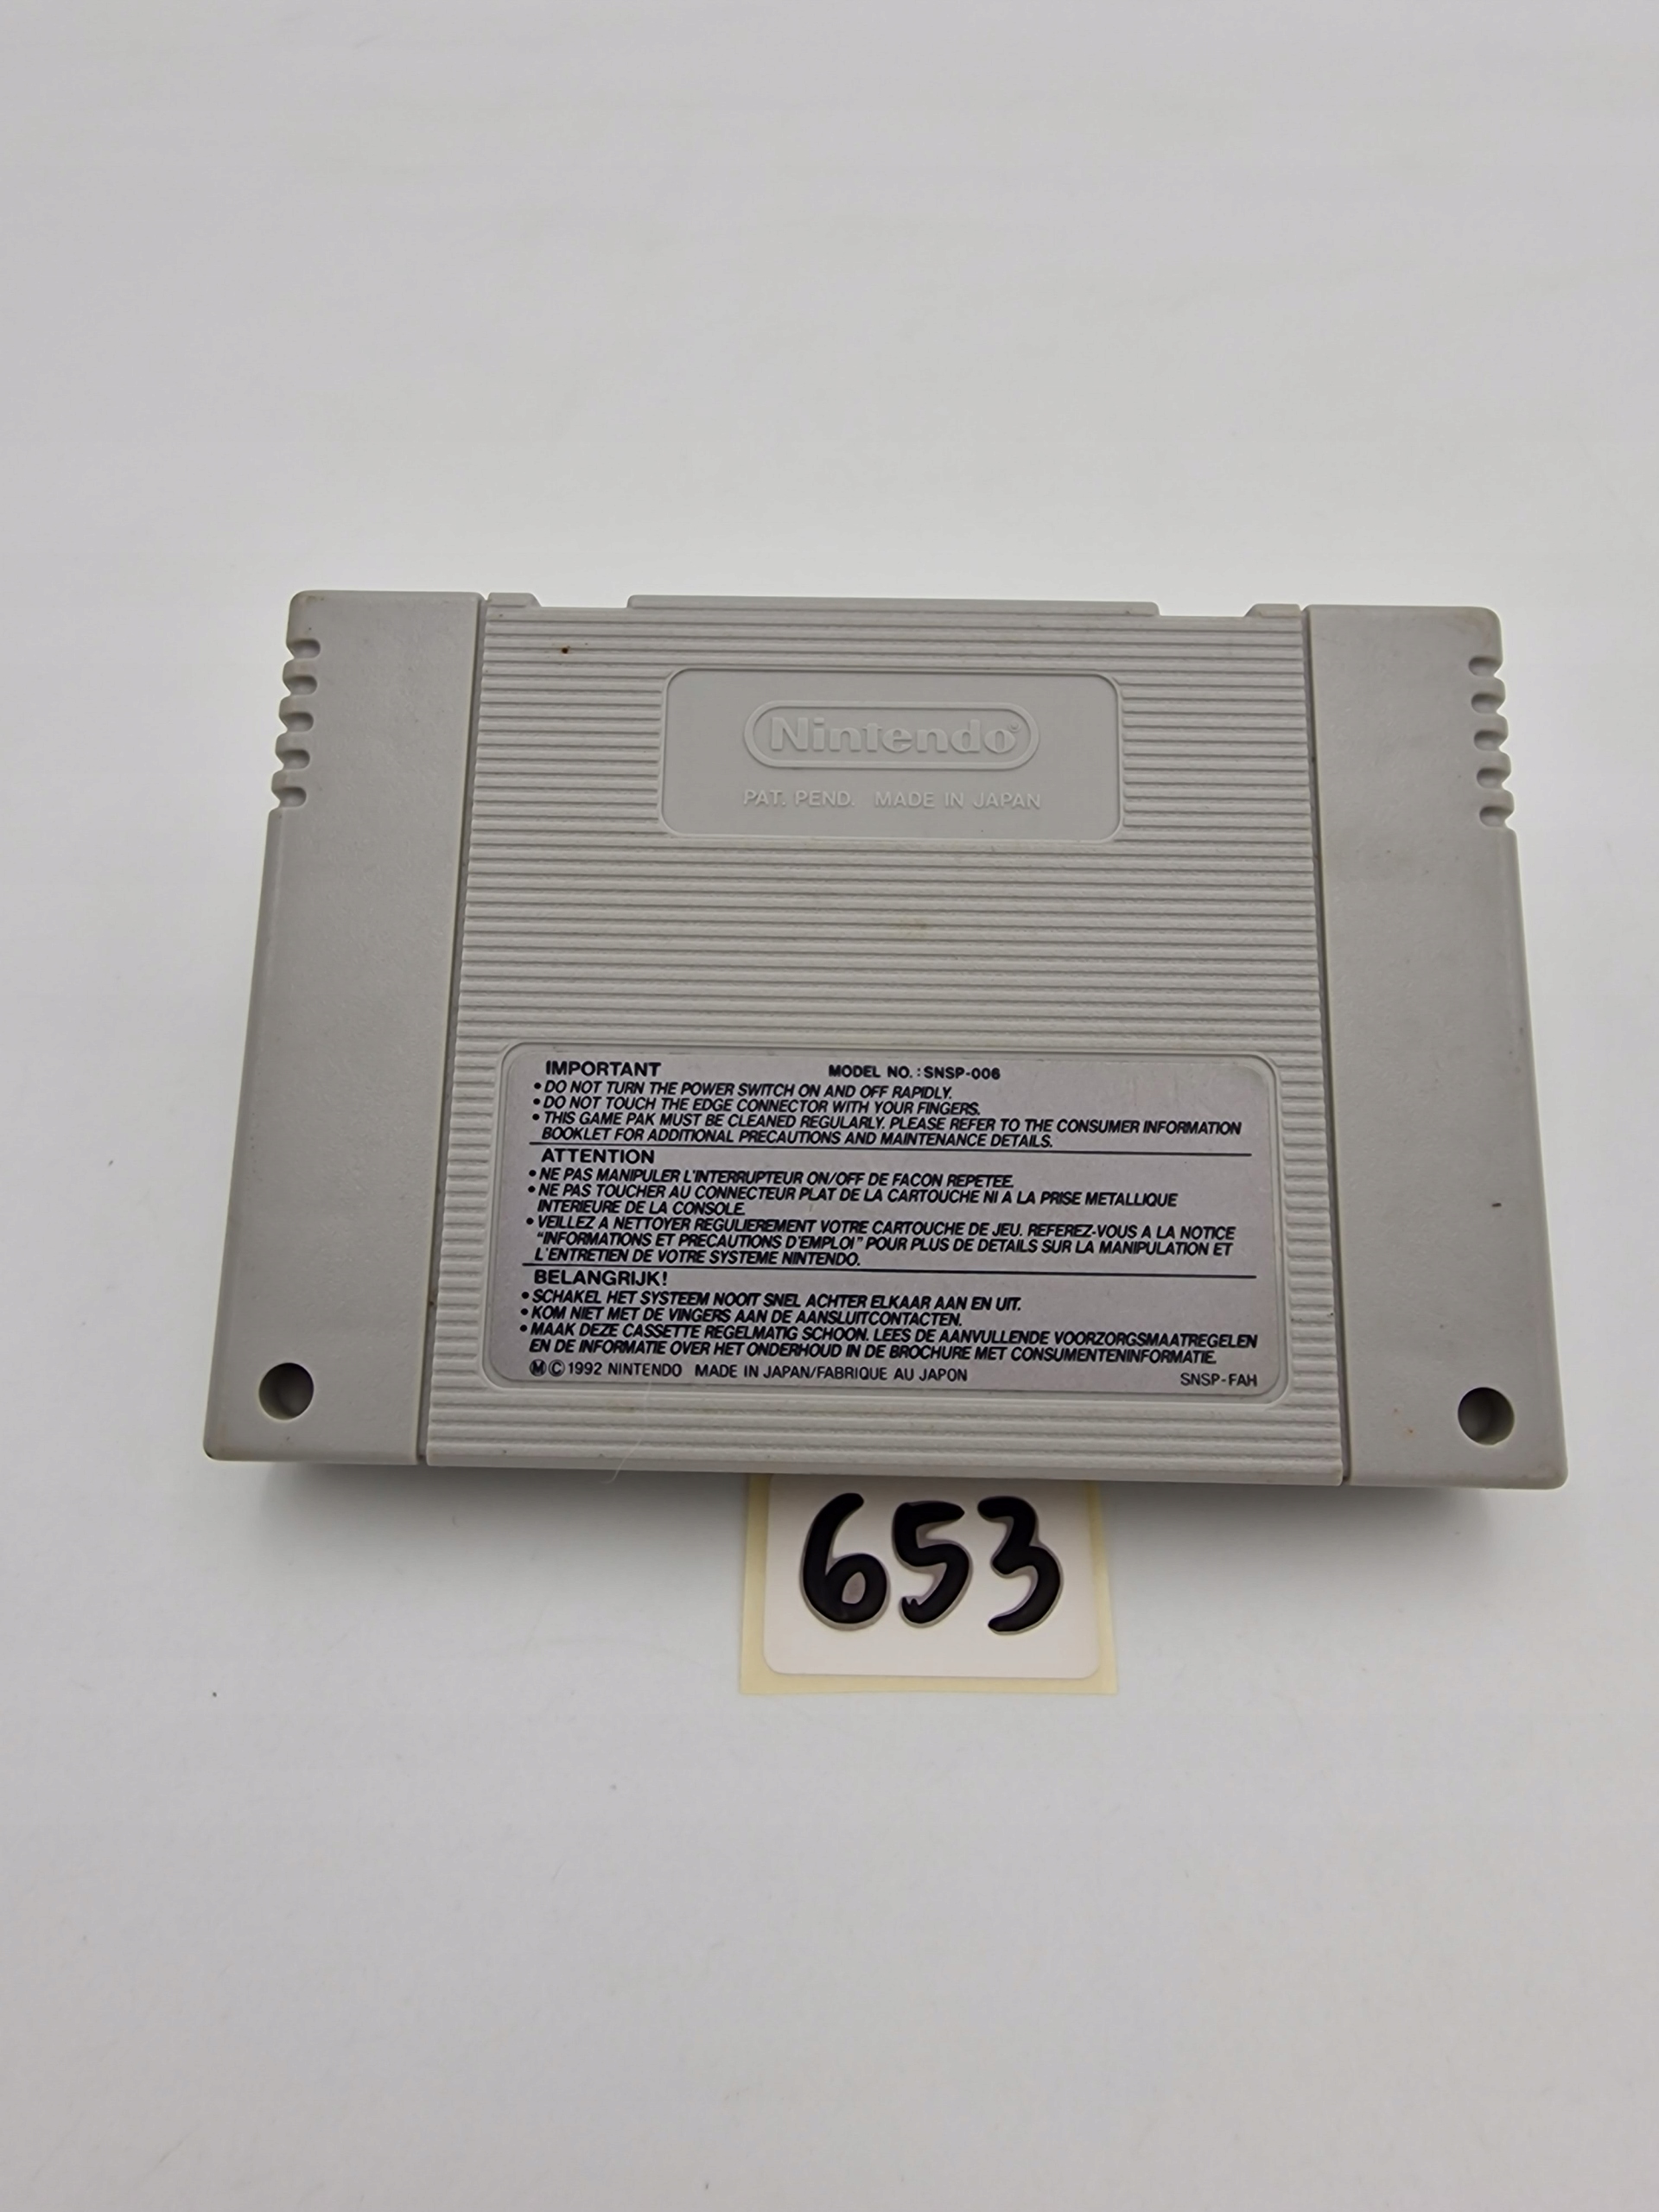 Nintendo®
PAT. PEND. MADE IN JAPAN
IMPORTANT MODEL NO.: SNSP-006
• DO NOT TURN THE POWER SWITCH ON AND OFF RAPIDLY.
• DO NOT TOUCH THE EDGE CONNECTOR WITH YOUR FINGERS.
• THIS GAME PAK MUST BE CLEANED REGULARLY. PLEASE REFER TO THE CONSUMER INFORMATION
BOOKLET FOR ADDITIONAL PRECAUTIONS AND MAINTENANCE DETAILS.
ATTENTION
• NE PAS MANIPULER L'INTERRUPTEUR ON/OFF DE FACON REPETEE.
• NE PAS TOUCHER AU CONNECTEUR PLAT DE LA CARTOUCHE NI A LA PRISE METALLIQUE
INTERIEURE DE LA CONSOLE.
• VEILLEZ A NETTOYER REGULIEREMENT VOTRE CARTOUCHE DE JEU. REFEREZ-VOUS A LA NOTICE
"INFORMATIONS ET PRECAUTIONS D'EMPLOI" POUR PLUS DE DETAILS SUR LA MANIPULATION ET
L'ENTRETIEN DE VOTRE SYSTEME NINTENDO.
BELANGRIJK!
• SCHAKEL HET SYSTEEM NOOIT SNEL ACHTER ELKAAR AAN EN UIT.
• KOM NIET MET DE VINGERS AAN DE AANSLUITCONTACTEN.
• MAAK DEZE CASSETTE REGELMATIG SCHOON. LEES DE AANVULLENDE VOORZORGSMAATREGELEN
EN DE INFORMATIE OVER HET ONDERHOUD IN DE BROCHURE MET CONSUMENTENINFORMATIE.
Ⓜ © 1992 NINTENDO MADE IN JAPAN/FABRIQUE AU JAPON SNSP-FAH
653